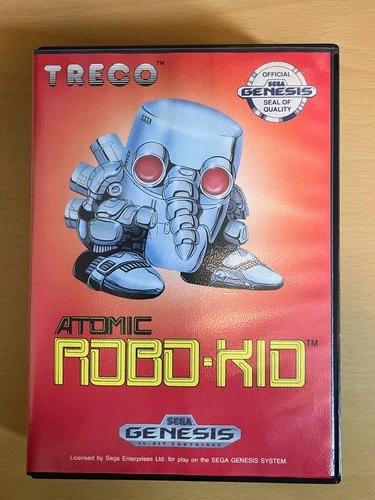 TRECO™
OFFICIAL
SEGA
GENESIS
SEAL OF
QUALITY
ATOMIC
ROBO·KID™
SEGA
GENESIS
16-BIT CARTRIDGE
Licensed by Sega Enterprises Ltd. for play on the SEGA GENESIS SYSTEM.